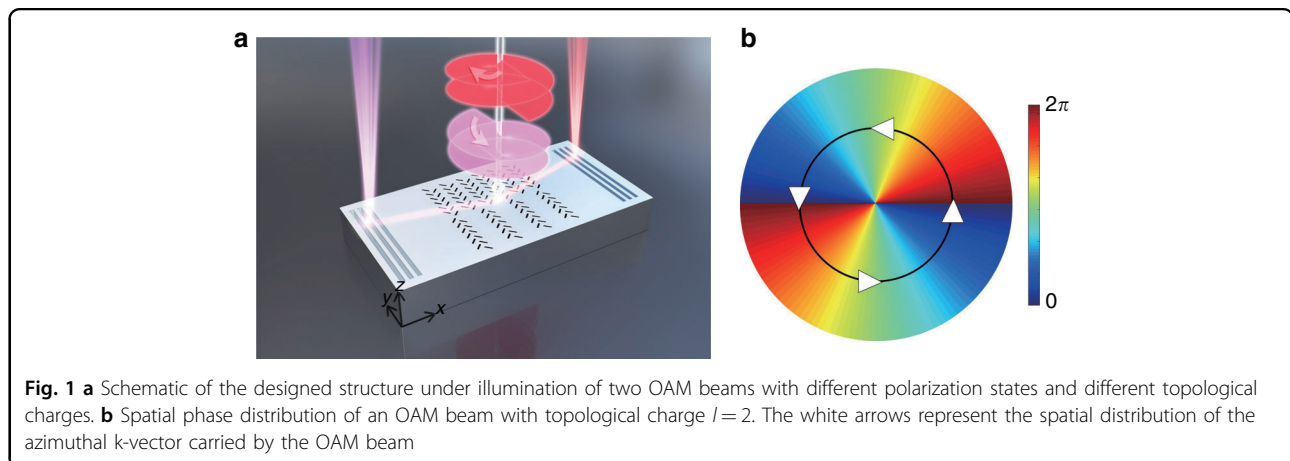 a
b
z
y
x
2π
0
Fig. 1 a Schematic of the designed structure under illumination of two OAM beams with different polarization states and different topological
charges. b Spatial phase distribution of an OAM beam with topological charge l = 2. The white arrows represent the spatial distribution of the
azimuthal k-vector carried by the OAM beam